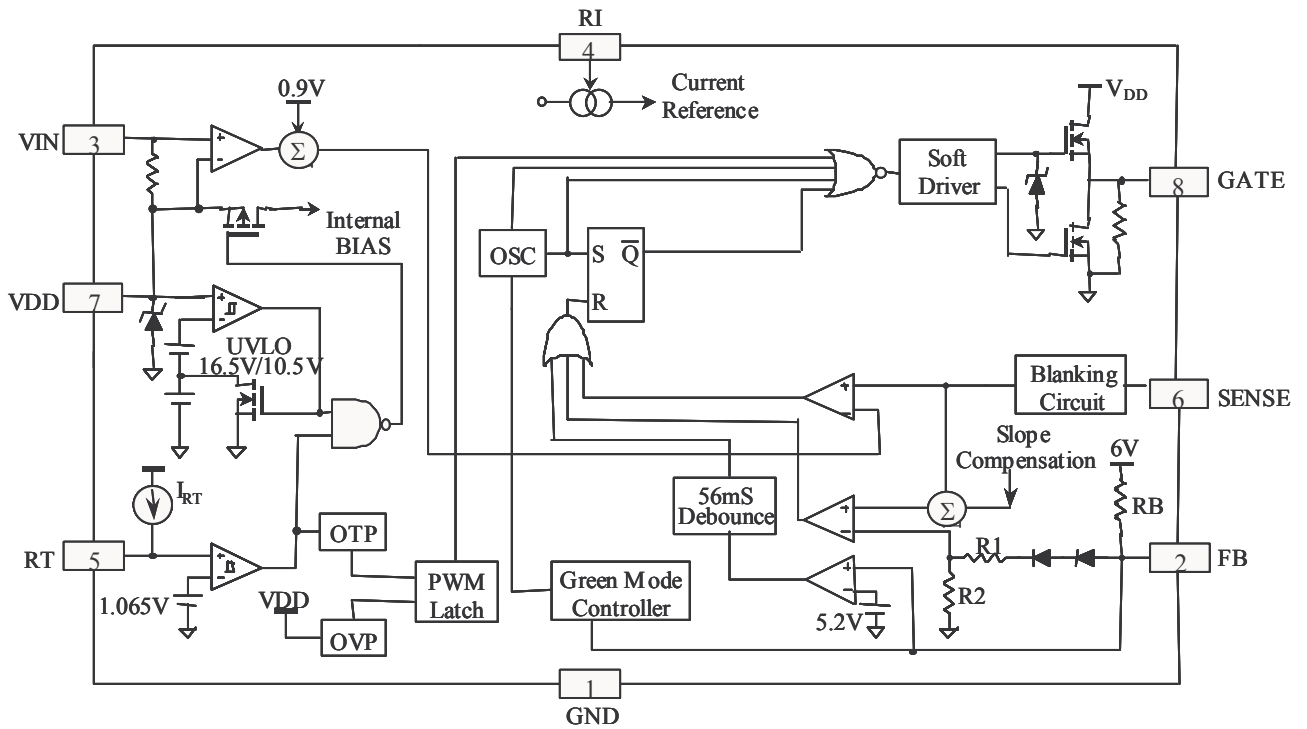 RI
4
Current
Reference
0.9V
VIN
3
+
-
Σ
V_DD
Soft
Driver
8
GATE
Internal
BIAS
OSC
S
Q̅
R
VDD
7
+
-
UVLO
16.5V/10.5V
Blanking
Circuit
6
SENSE
+
-
Slope
Compensation
6V
I_RT
56mS
Debounce
Σ
RB
+
-
RT
5
+
-
OTP
R1
2
FB
1.065V
PWM
Latch
Green Mode
Controller
+
-
R2
VDD
5.2V
OVP
1
GND